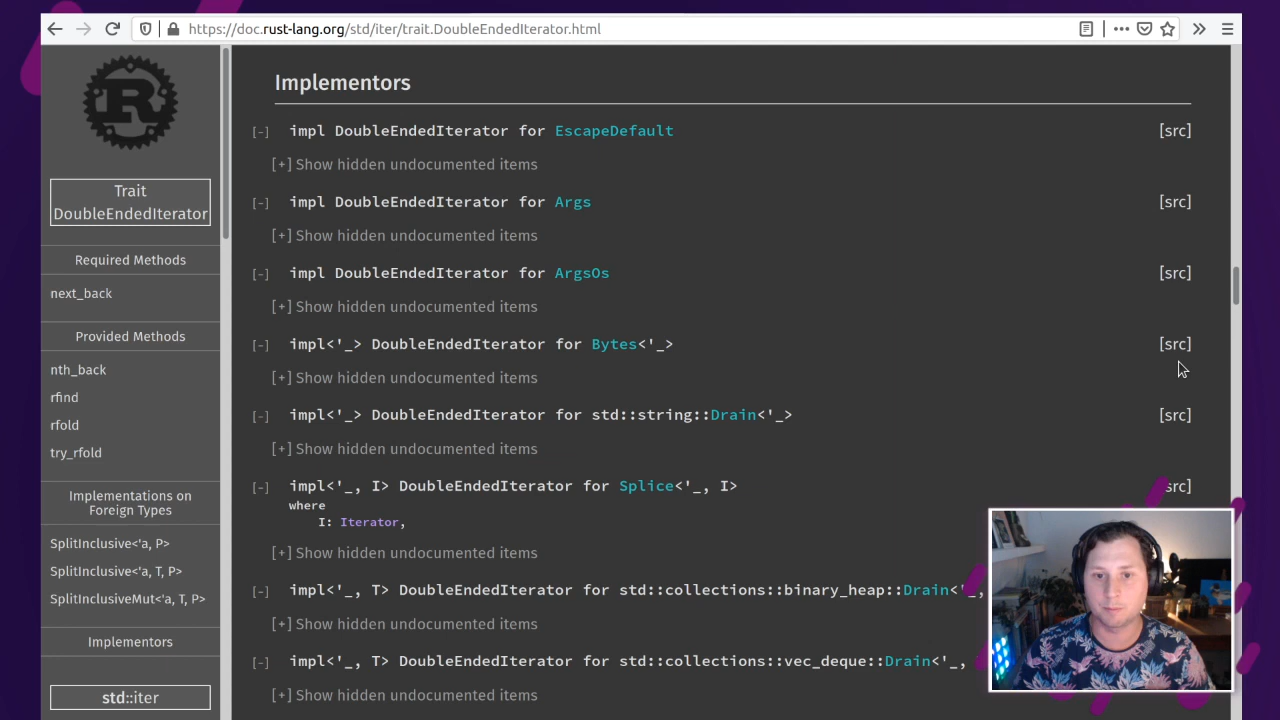 https://doc.rust-lang.org/std/iter/trait.DoubleEndedIterator.html
R
Trait
DoubleEndedIterator
Required Methods
next_back
Provided Methods
nth_back
rfind
rfold
try_rfold
Implementations on
Foreign Types
SplitInclusive<'a, P>
SplitInclusive<'a, T, P>
SplitInclusiveMut<'a, T, P>
Implementors
std::iter
Implementors
[-] impl DoubleEndedIterator for EscapeDefault [src]
[+] Show hidden undocumented items
[-] impl DoubleEndedIterator for Args [src]
[+] Show hidden undocumented items
[-] impl DoubleEndedIterator for ArgsOs [src]
[+] Show hidden undocumented items
[-] impl<'_> DoubleEndedIterator for Bytes<'_> [src]
[+] Show hidden undocumented items
[-] impl<'_> DoubleEndedIterator for std::string::Drain<'_> [src]
[+] Show hidden undocumented items
[-] impl<'_, I> DoubleEndedIterator for Splice<'_, I> src]
where
I: Iterator,
[+] Show hidden undocumented items
[-] impl<'_, T> DoubleEndedIterator for std::collections::binary_heap::Drain<'_,
[+] Show hidden undocumented items
[-] impl<'_, T> DoubleEndedIterator for std::collections::vec_deque::Drain<'_,
[+] Show hidden undocumented items